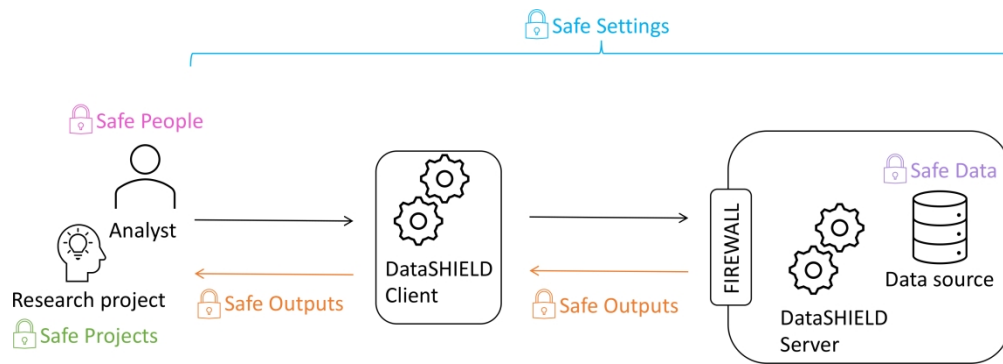 Safe Settings
Safe People
Safe Data
Analyst
FIREWALL
DataSHIELD
Client
Data source
Research project
Safe Outputs
Safe Outputs
DataSHIELD
Server
Safe Projects